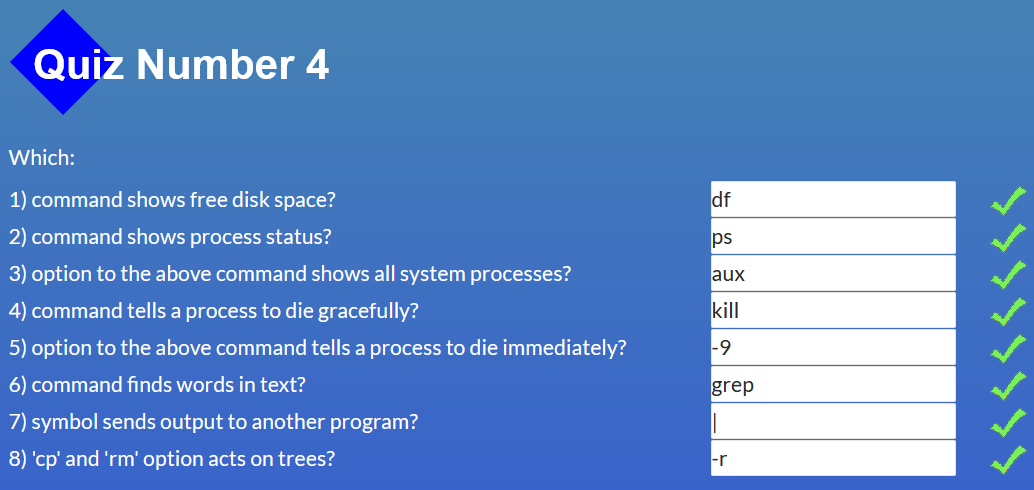 Quiz Number 4
Which:
1) command shows free disk space? df
2) command shows process status? ps
3) option to the above command shows all system processes? aux
4) command tells a process to die gracefully? kill
5) option to the above command tells a process to die immediately? -9
6) command finds words in text? grep
7) symbol sends output to another program? |
8) 'cp' and 'rm' option acts on trees? -r